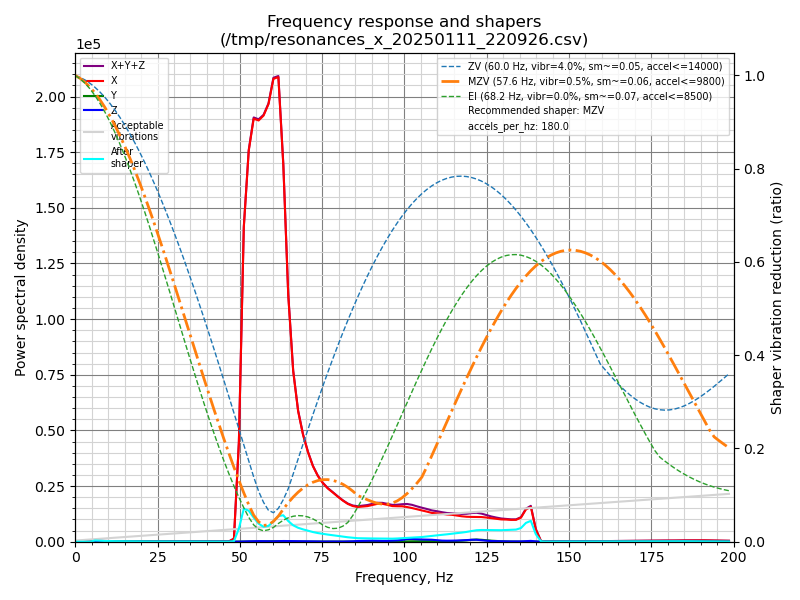 Frequency response and shapers
(/tmp/resonances_x_20250111_220926.csv)
1e5
X+Y+Z
X
Y
Z
Acceptable
vibrations
After
shaper
ZV (60.0 Hz, vibr=4.0%, sm~=0.05, accel<=14000)
MZV (57.6 Hz, vibr=0.5%, sm~=0.06, accel<=9800)
EI (68.2 Hz, vibr=0.0%, sm~=0.07, accel<=8500)
Recommended shaper: MZV
accels_per_hz: 180.0
Power spectral density
2.00
1.75
1.50
1.25
1.00
0.75
0.50
0.25
0.00
1.0
0.8
0.6
0.4
0.2
0.0
Shaper vibration reduction (ratio)
0 25 50 75 100 125 150 175 200
Frequency, Hz